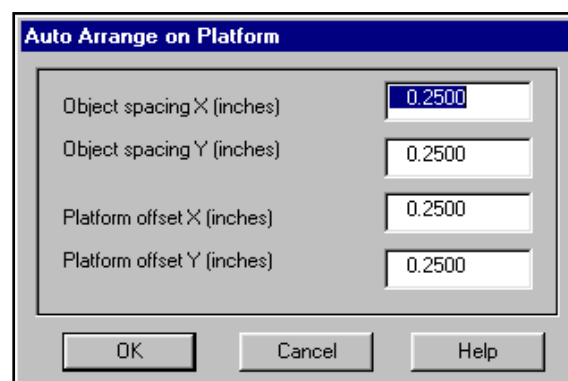 Auto Arrange on Platform
Object spacing X (inches) 0.2500
Object spacing Y (inches) 0.2500
Platform offset X (inches) 0.2500
Platform offset Y (inches) 0.2500
OK Cancel Help